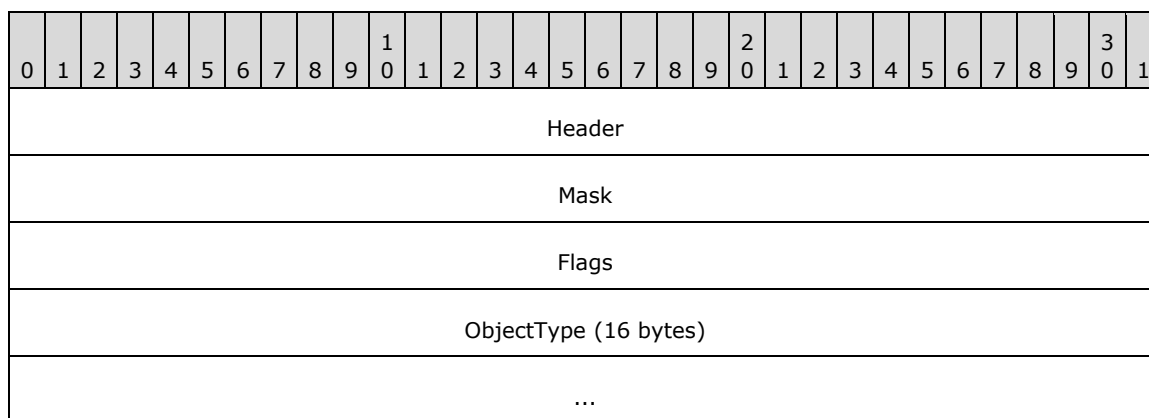 1 2 3
0 1 2 3 4 5 6 7 8 9 0 1 2 3 4 5 6 7 8 9 0 1 2 3 4 5 6 7 8 9 0 1
Header
Mask
Flags
ObjectType (16 bytes)
...